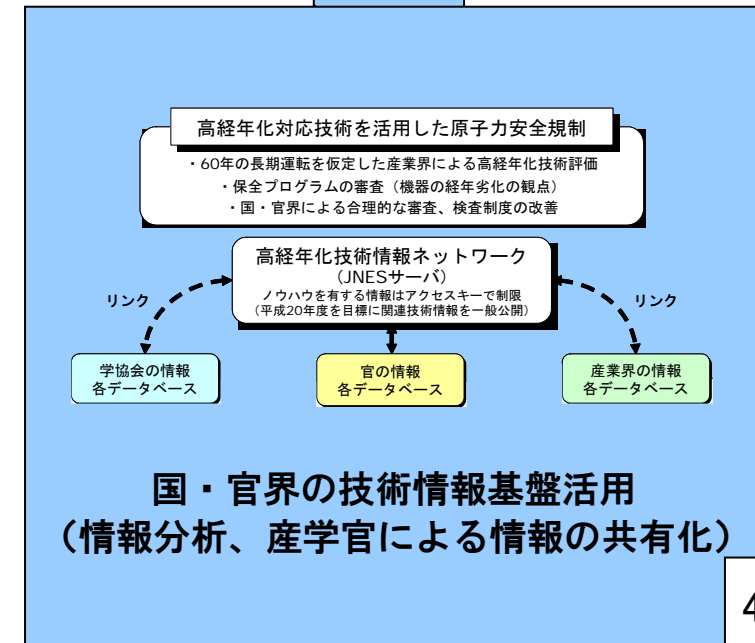 高経年化対応技術を活用した原子力安全規制
・60年の長期運転を仮定した産業界による高経年化技術評価
・保全プログラムの審査（機器の経年劣化の観点）
・国・官界による合理的な審査、検査制度の改善
高経年化技術情報ネットワーク
（JNESサーバ）
ノウハウを有する情報はアクセスキーで制限
（平成20年度を目標に関連技術情報を一般公開）
リンク
リンク
学協会の情報
各データベース
官の情報
各データベース
産業界の情報
各データベース
国・官界の技術情報基盤活用
（情報分析、産学官による情報の共有化）
4